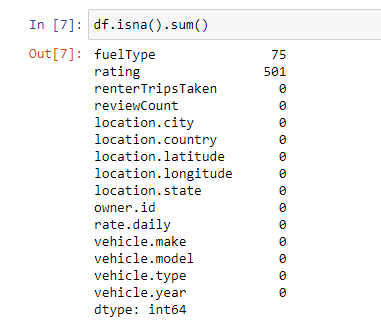 In [7]: df.isna().sum()
Out[7]: fuelType 75
rating 501
renterTripsTaken 0
reviewCount 0
location.city 0
location.country 0
location.latitude 0
location.longitude 0
location.state 0
owner.id 0
rate.daily 0
vehicle.make 0
vehicle.model 0
vehicle.type 0
vehicle.year 0
dtype: int64